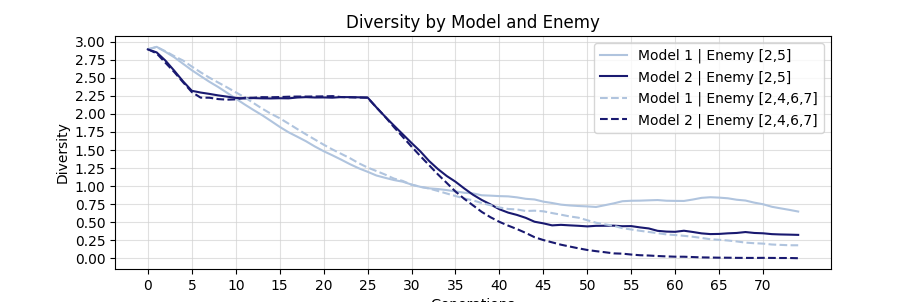 Diversity by Model and Enemy
3.00
2.75
2.50
2.25
2.00
1.75
1.50
1.25
1.00
0.75
0.50
0.25
0.00
Diversity
Model 1 | Enemy [2,5]
Model 2 | Enemy [2,5]
Model 1 | Enemy [2,4,6,7]
Model 2 | Enemy [2,4,6,7]
0 5 10 15 20 25 30 35 40 45 50 55 60 65 70
Generations